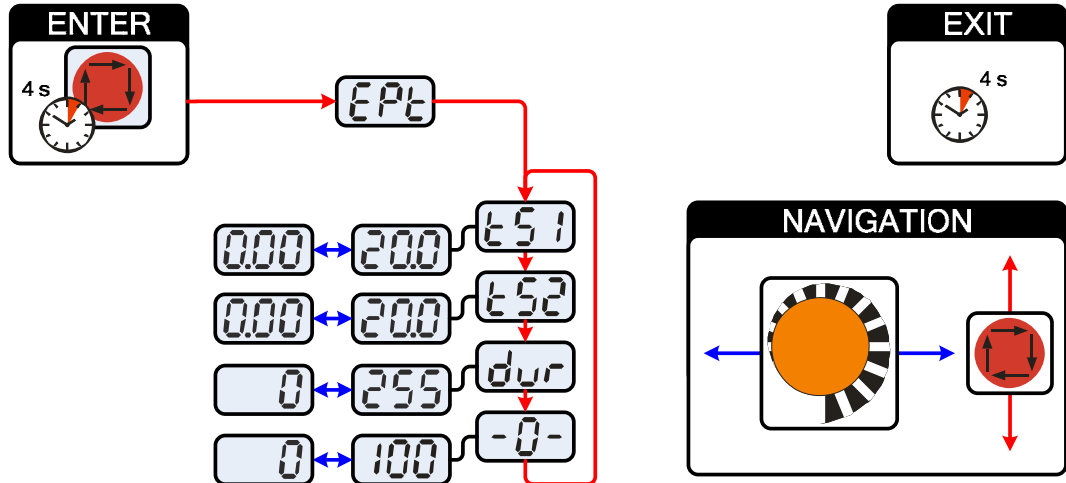 ENTER
EXIT
4 s
4 s
EPt
tS1
0.00
20.0
NAVIGATION
tS2
0.00
20.0
dur
0
255
-0-
0
100